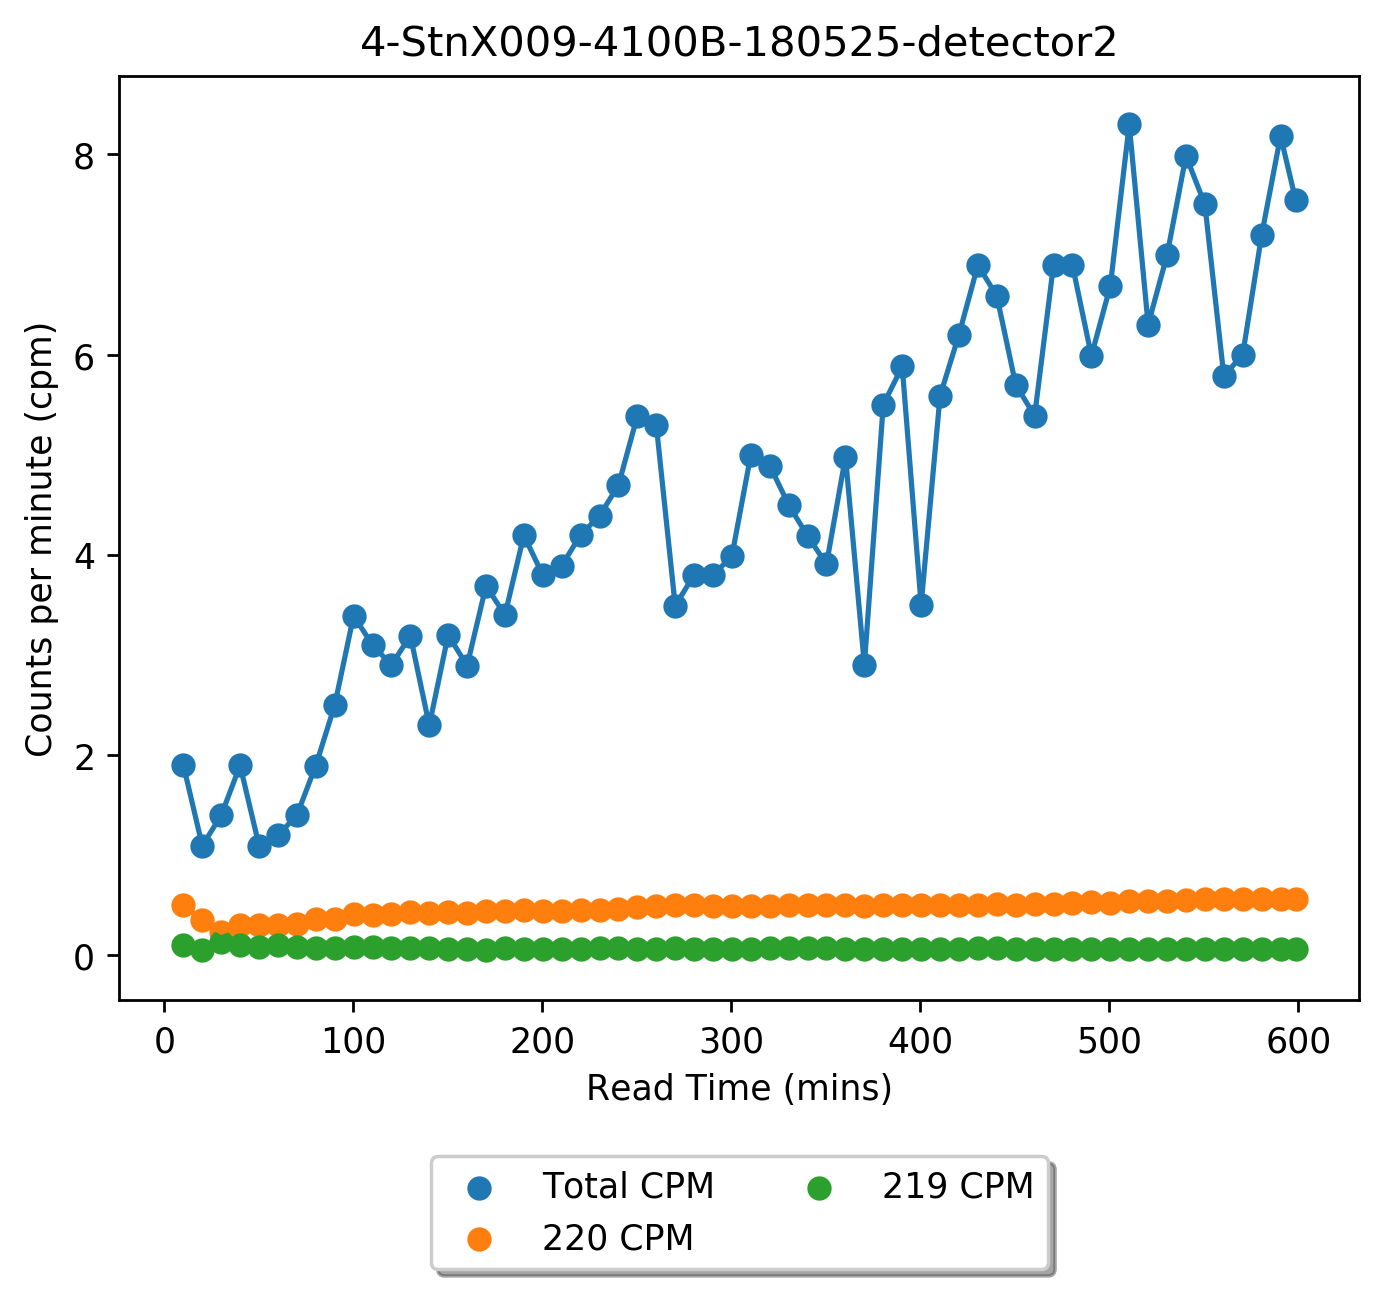 4-StnX009-4100B-180525-detector2
8
6
4
2
0
Counts per minute (cpm)
0 100 200 300 400 500 600
Read Time (mins)
Total CPM 219 CPM
220 CPM